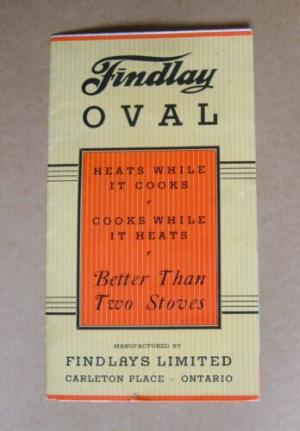 Findlay
OVAL
HEATS WHILE
IT COOKS
COOKS WHILE
IT HEATS
Better Than
Two Stoves
MANUFACTURED BY
FINDLAYS LIMITED
CARLETON PLACE - ONTARIO